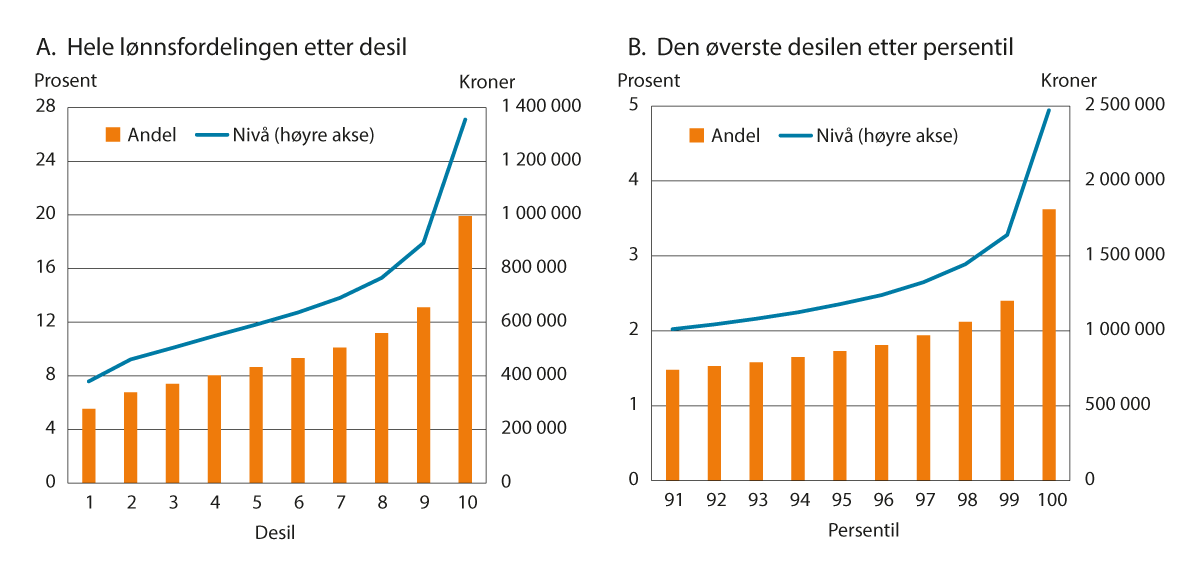 A. Hele lønnsfordelingen etter desil
Prosent
Kroner
28
24
20
16
12
8
4
0
1 400 000
1 200 000
1 000 000
800 000
600 000
400 000
200 000
0
Andel
Nivå (høyre akse)
1 2 3 4 5 6 7 8 9 10
Desil
B. Den øverste desilen etter persentil
Prosent
Kroner
5
4
3
2
1
0
2 500 000
2 000 000
1 500 000
1 000 000
500 000
0
Andel
Nivå (høyre akse)
91 92 93 94 95 96 97 98 99 100
Persentil